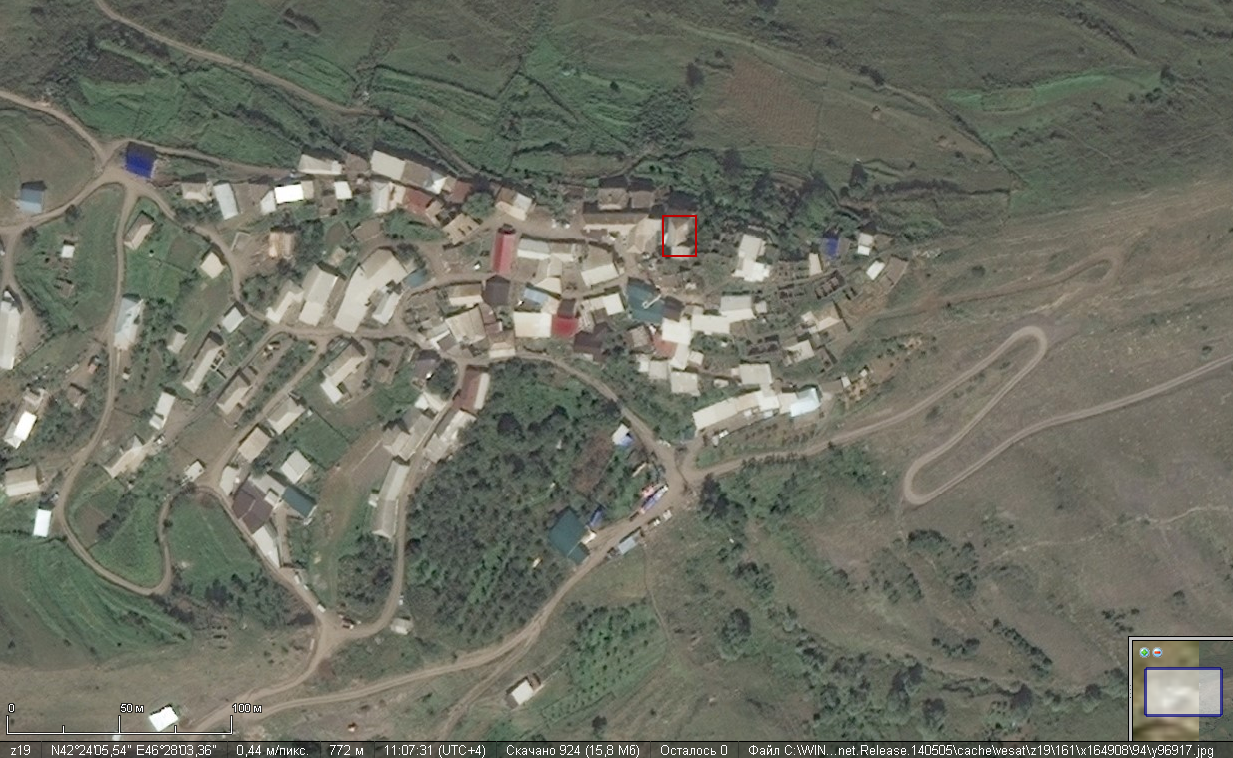 0 50 м 100 м
z19 N42°24'05,54" E46°28'03,36" 0,44 м/пикс. 772 м 11:07:31 (UTC+4) Скачано 924 (15,8 Мб) Осталось 0 Файл C:\WIN...net.Release.140505\cache\wesat\z19\161\x164908\94\y96917.jpg